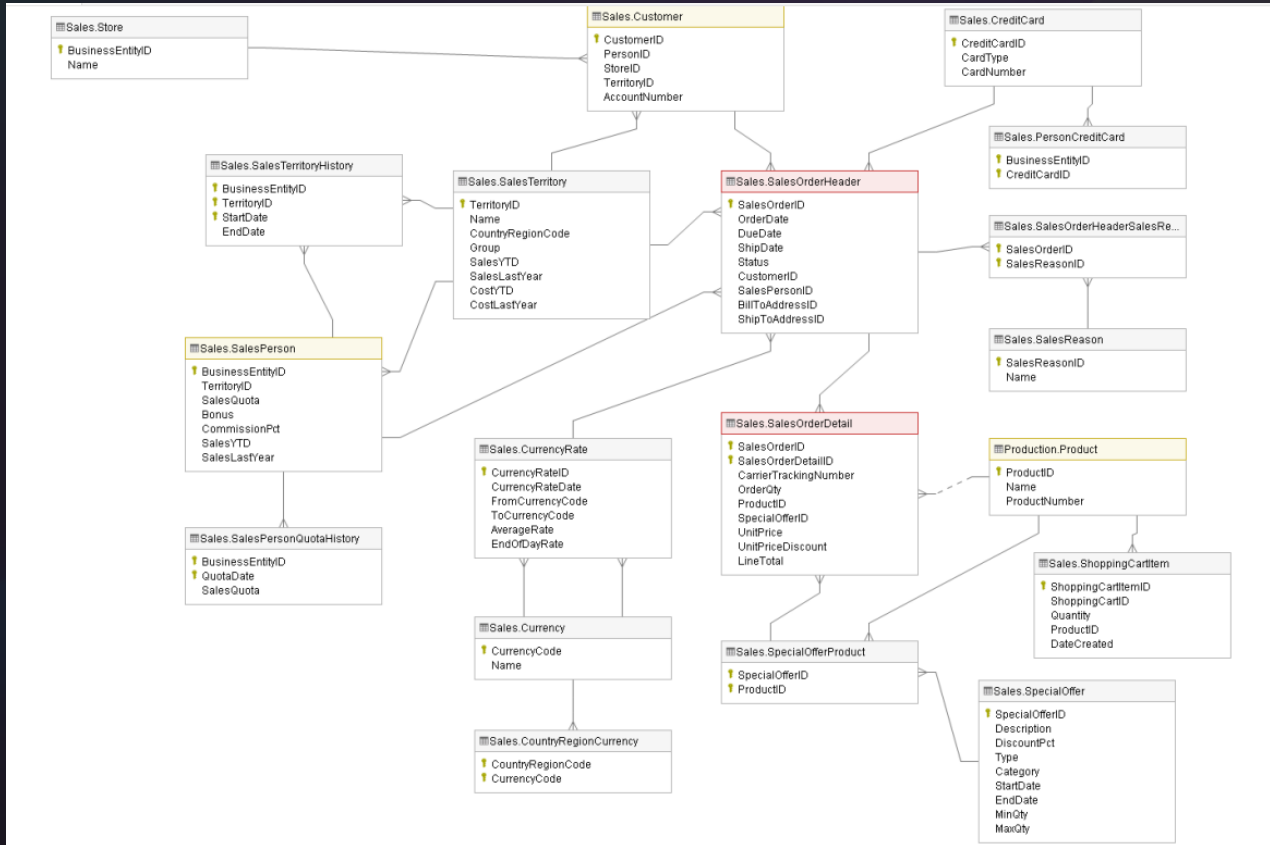 Sales.Store
BusinessEntityID
Name
Sales.Customer
CustomerID
PersonID
StoreID
TerritoryID
AccountNumber
Sales.CreditCard
CreditCardID
CardType
CardNumber
Sales.PersonCreditCard
BusinessEntityID
CreditCardID
Sales.SalesTerritoryHistory
BusinessEntityID
TerritoryID
StartDate
EndDate
Sales.SalesTerritory
TerritoryID
Name
CountryRegionCode
Group
SalesYTD
SalesLastYear
CostYTD
CostLastYear
Sales.SalesOrderHeader
SalesOrderID
OrderDate
DueDate
ShipDate
Status
CustomerID
SalesPersonID
BillToAddressID
ShipToAddressID
Sales.SalesOrderHeaderSalesRe...
SalesOrderID
SalesReasonID
Sales.SalesReason
SalesReasonID
Name
Sales.SalesPerson
BusinessEntityID
TerritoryID
SalesQuota
Bonus
CommissionPct
SalesYTD
SalesLastYear
Sales.CurrencyRate
CurrencyRateID
CurrencyRateDate
FromCurrencyCode
ToCurrencyCode
AverageRate
EndOfDayRate
Sales.SalesOrderDetail
SalesOrderID
SalesOrderDetailID
CarrierTrackingNumber
OrderQty
ProductID
SpecialOfferID
UnitPrice
UnitPriceDiscount
LineTotal
Production.Product
ProductID
Name
ProductNumber
Sales.SalesPersonQuotaHistory
BusinessEntityID
QuotaDate
SalesQuota
Sales.ShoppingCartItem
ShoppingCartItemID
ShoppingCartID
Quantity
ProductID
DateCreated
Sales.Currency
CurrencyCode
Name
Sales.SpecialOfferProduct
SpecialOfferID
ProductID
Sales.SpecialOffer
SpecialOfferID
Description
DiscountPct
Type
Category
StartDate
EndDate
MinQty
MaxQty
Sales.CountryRegionCurrency
CountryRegionCode
CurrencyCode